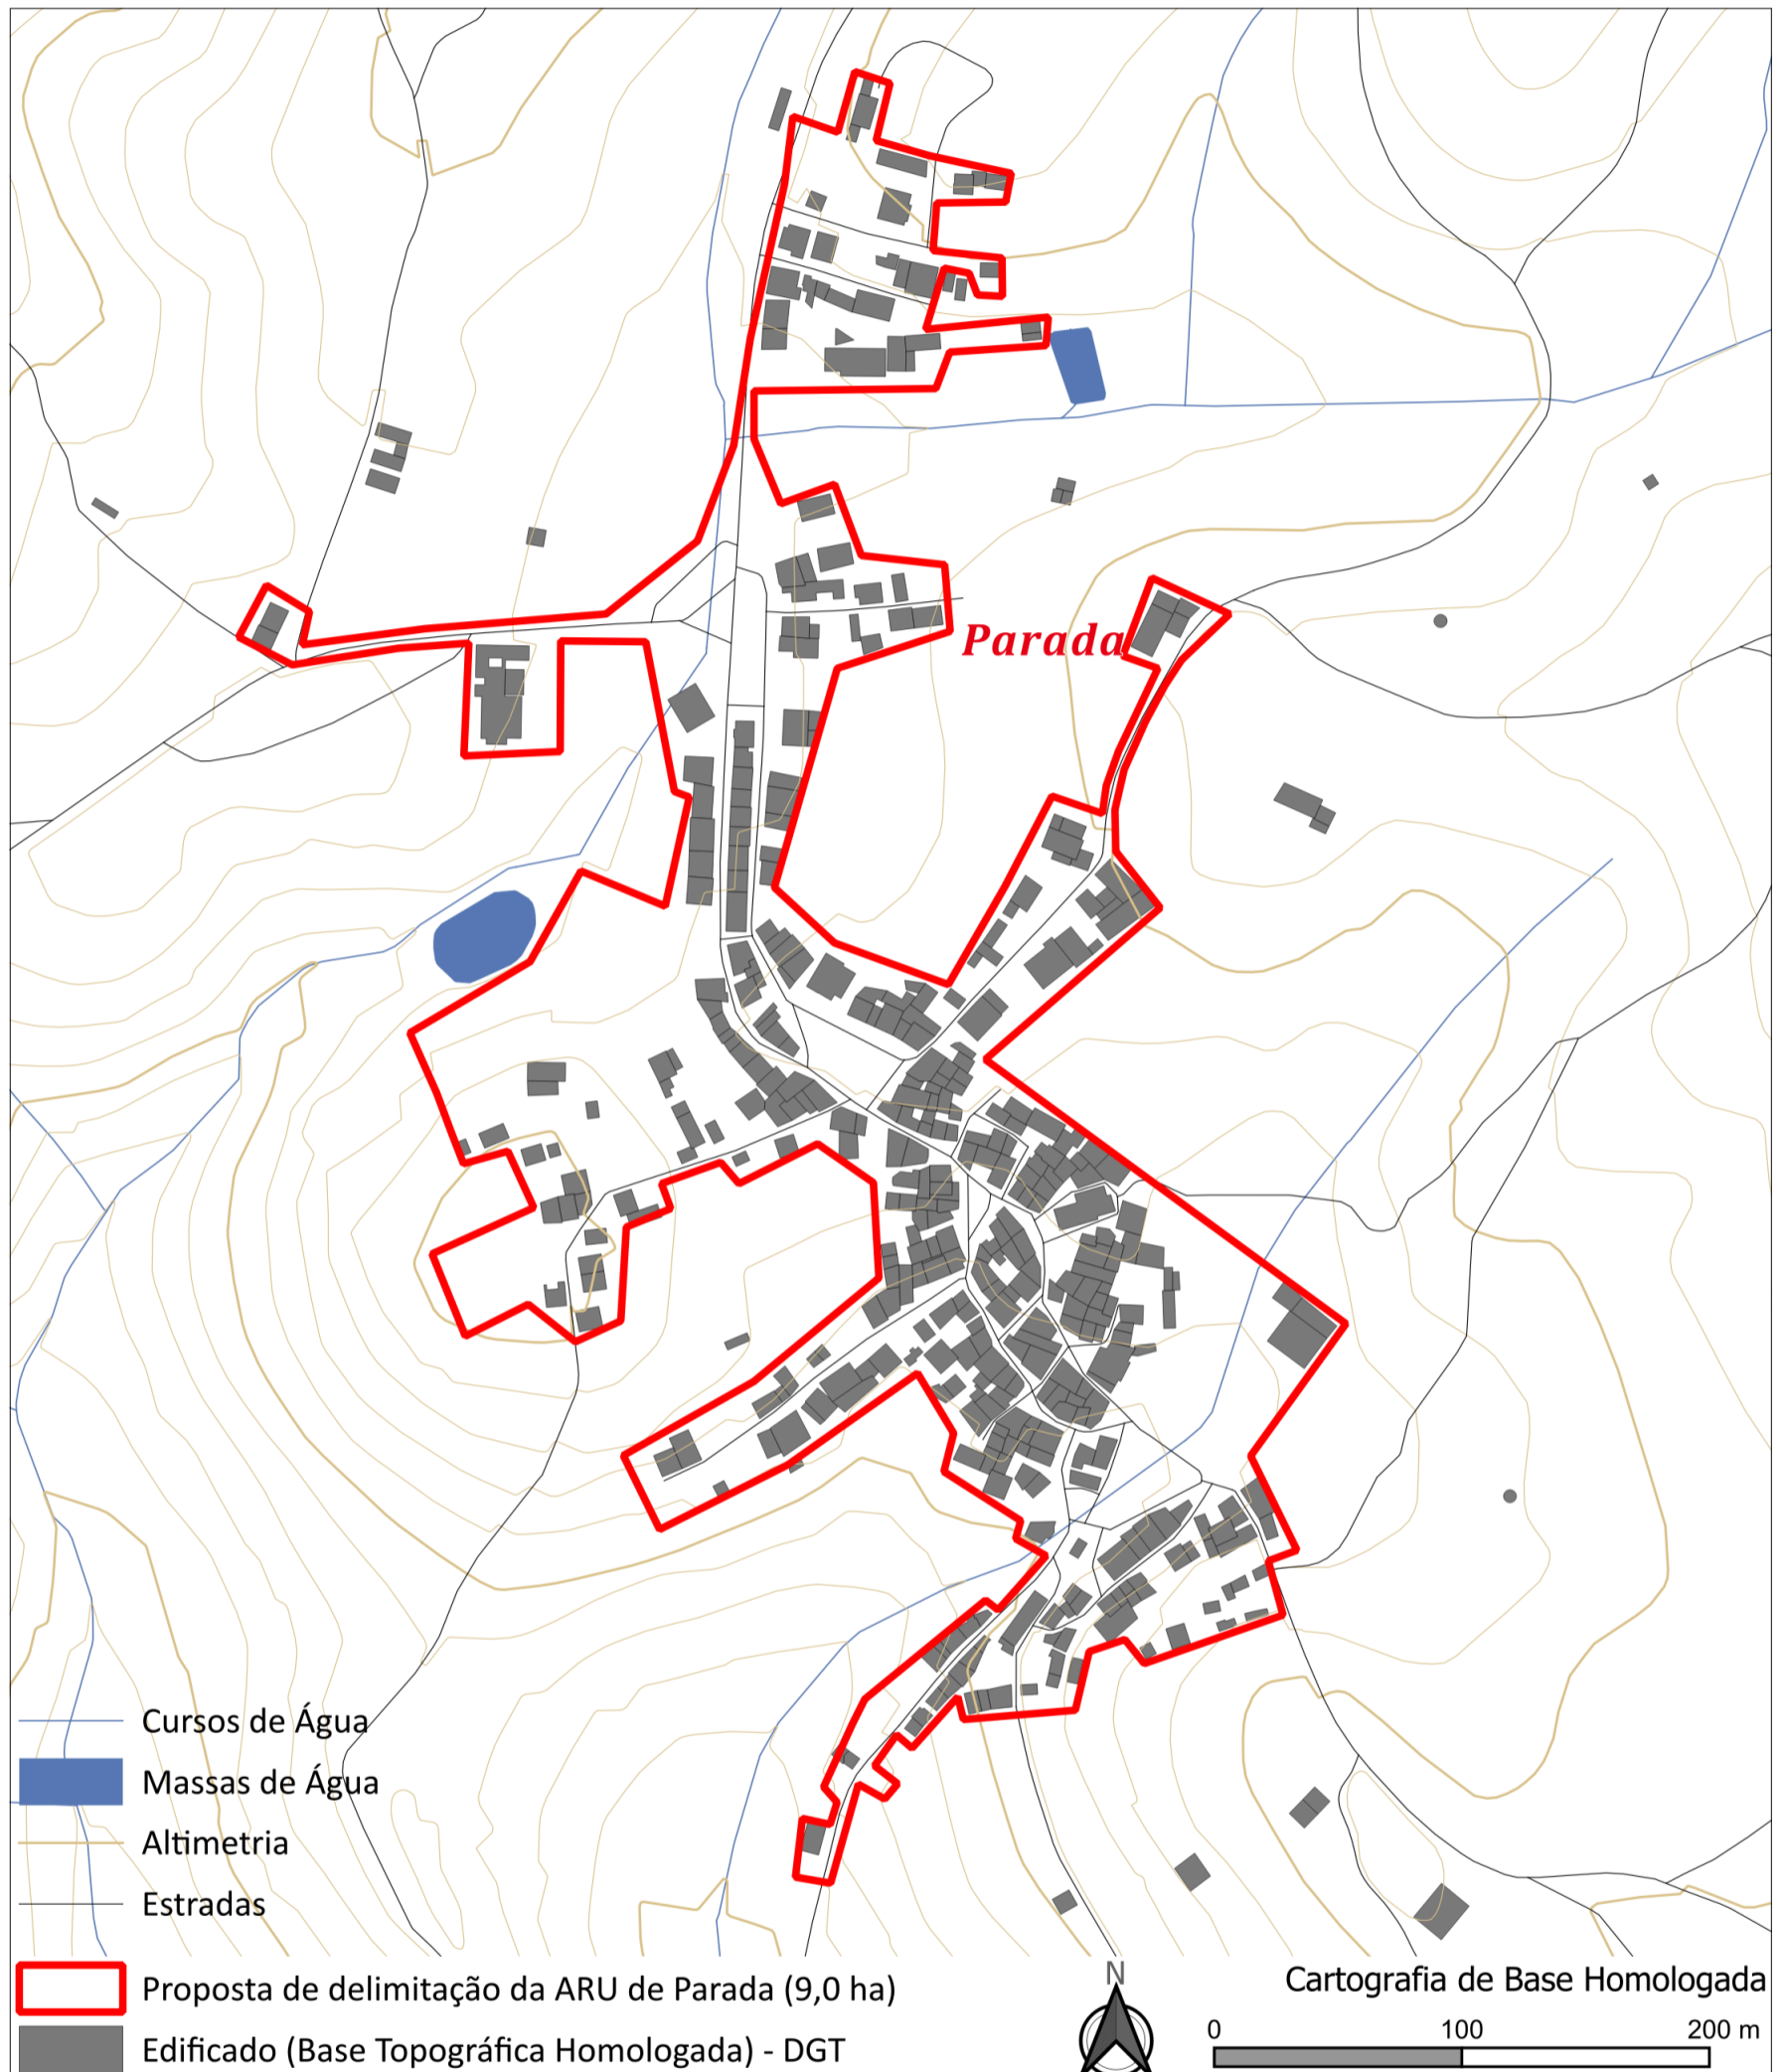 Parada
Cursos de Água
Massas de Água
Altimetria
Estradas
Proposta de delimitação da ARU de Parada (9,0 ha)
Edificado (Base Topográfica Homologada) - DGT
N
Cartografia de Base Homologada
0 100 200 m